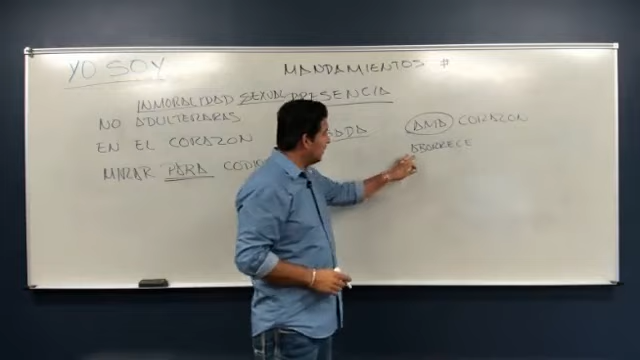 YO SOY
MANDAMIENTOS #
INMORALIDAD SEXUAL PRESENCIA
NO ADULTERARAS
AMA CORAZON
EN EL CORAZON
ABORRECE
MIRAR PARA